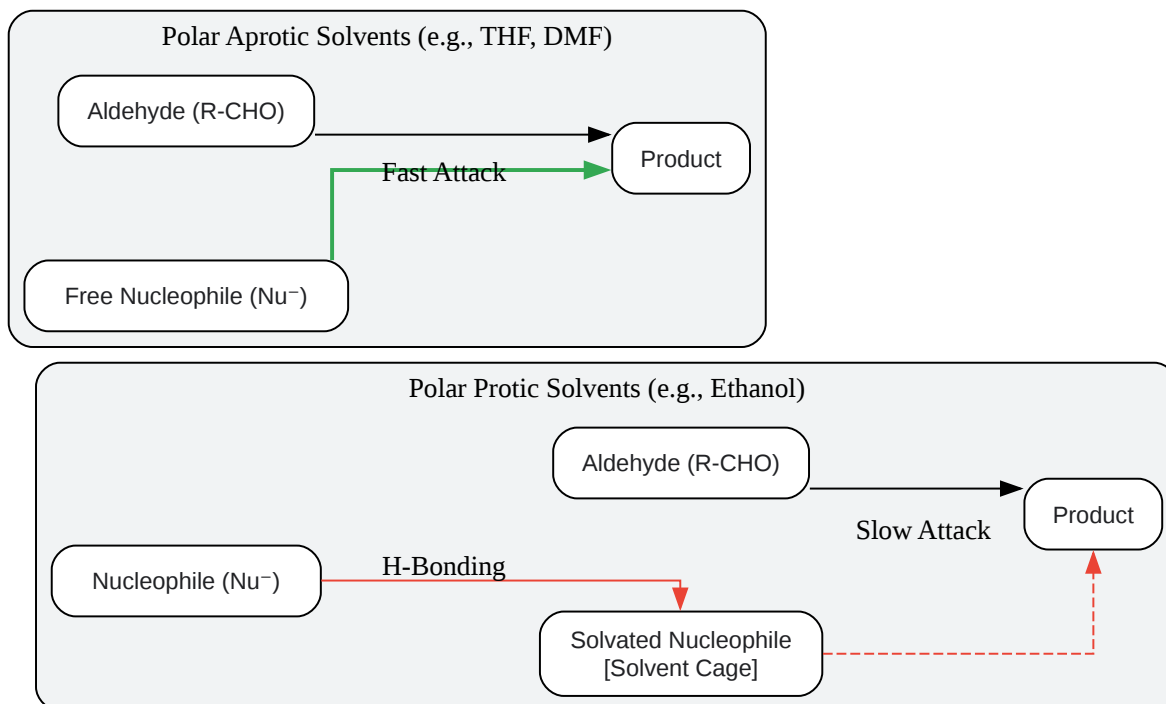 Polar Aprotic Solvents (e.g., THF, DMF)
Aldehyde (R-CHO)
Product
Fast Attack
Free Nucleophile (Nu⁻)
Polar Protic Solvents (e.g., Ethanol)
Aldehyde (R-CHO)
Product
Slow Attack
H-Bonding
Nucleophile (Nu⁻)
Solvated Nucleophile
[Solvent Cage]